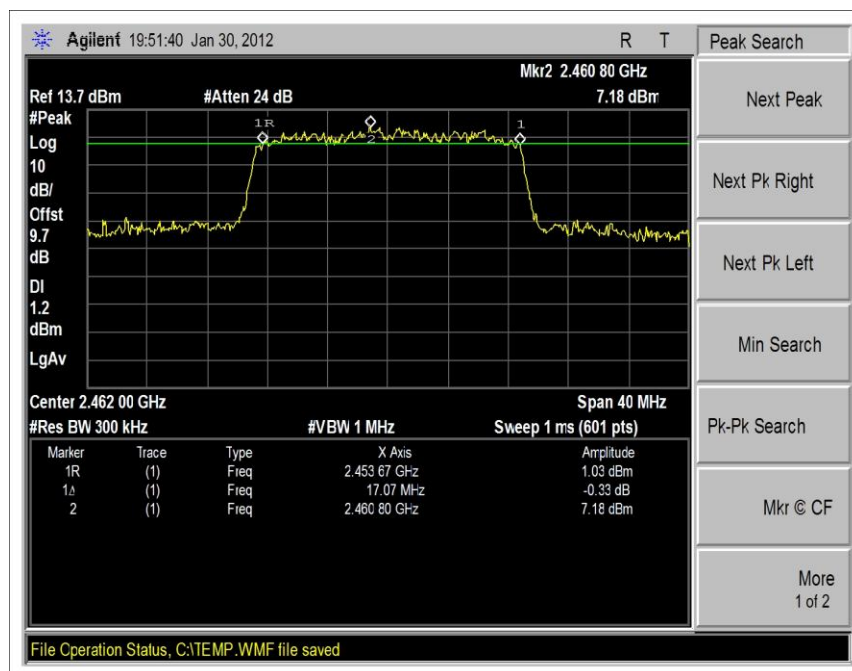 Agilent 19:51:40 Jan 30, 2012 R T
Peak Search
Mkr2 2.460 80 GHz
Ref 13.7 dBm #Atten 24 dB 7.18 dBm
#Peak
Log
10
dB/
Offst
9.7
dB
DI
1.2
dBm
LgAv
1R
2
1
Center 2.462 00 GHz Span 40 MHz
#Res BW 300 kHz #VBW 1 MHz Sweep 1 ms (601 pts)
Marker Trace Type X Axis Amplitude
1R (1) Freq 2.453 67 GHz 1.03 dBm
1Δ (1) Freq 17.07 MHz -0.33 dB
2 (1) Freq 2.460 80 GHz 7.18 dBm
Next Peak
Next Pk Right
Next Pk Left
Min Search
Pk-Pk Search
Mkr © CF
More
1 of 2
File Operation Status, C:\TEMP.WMF file saved